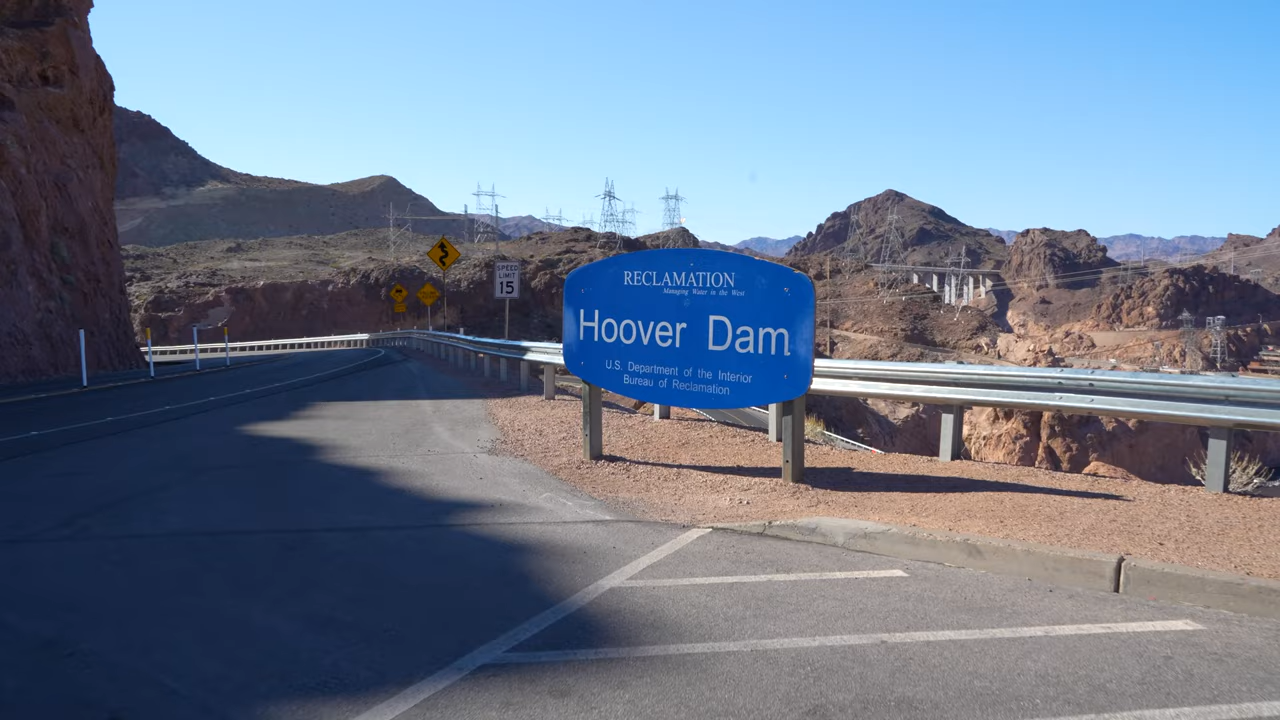 SPEED
LIMIT
15
RECLAMATION
Managing Water in the West
Hoover Dam
U.S. Department of the Interior
Bureau of Reclamation